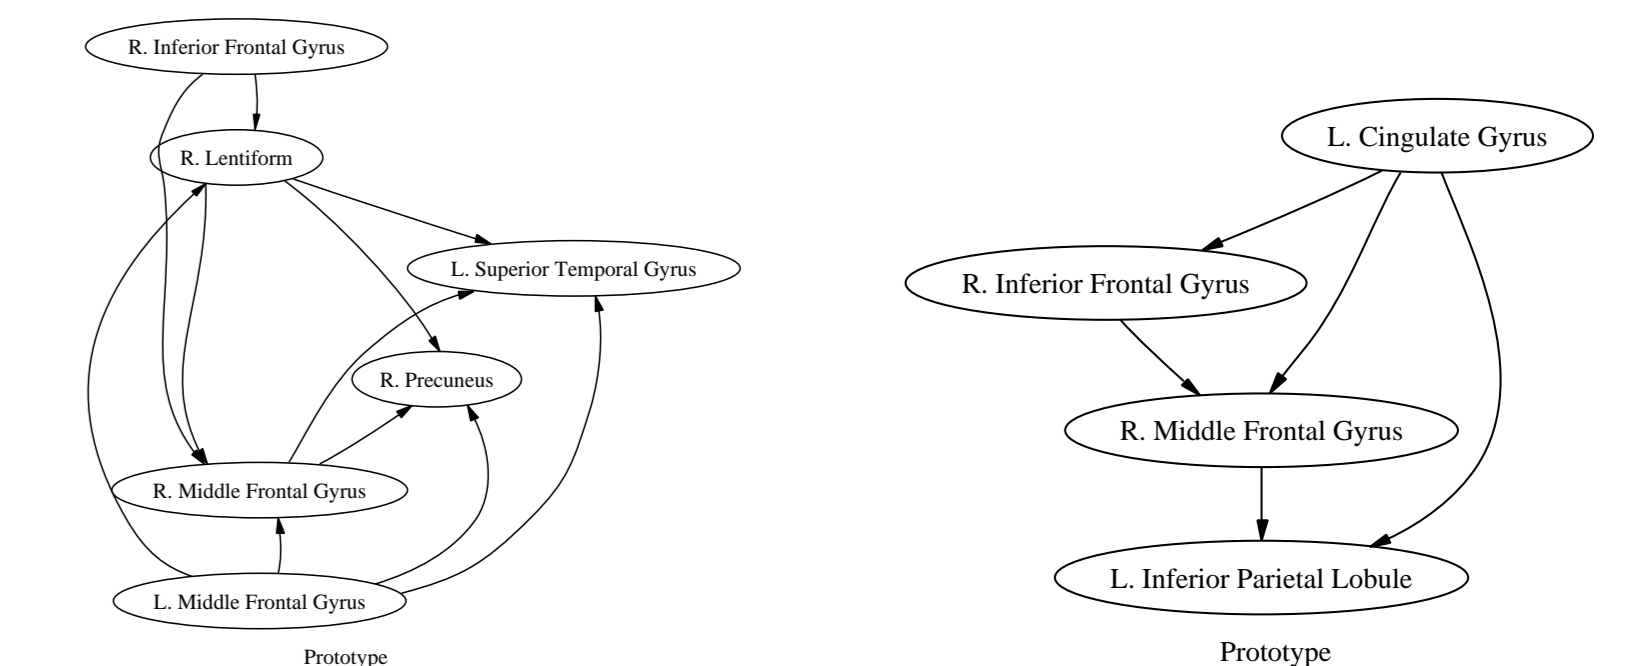 R. Inferior Frontal Gyrus
R. Lentiform
L. Superior Temporal Gyrus
R. Precuneus
R. Middle Frontal Gyrus
L. Middle Frontal Gyrus
Prototype
L. Cingulate Gyrus
R. Inferior Frontal Gyrus
R. Middle Frontal Gyrus
L. Inferior Parietal Lobule
Prototype